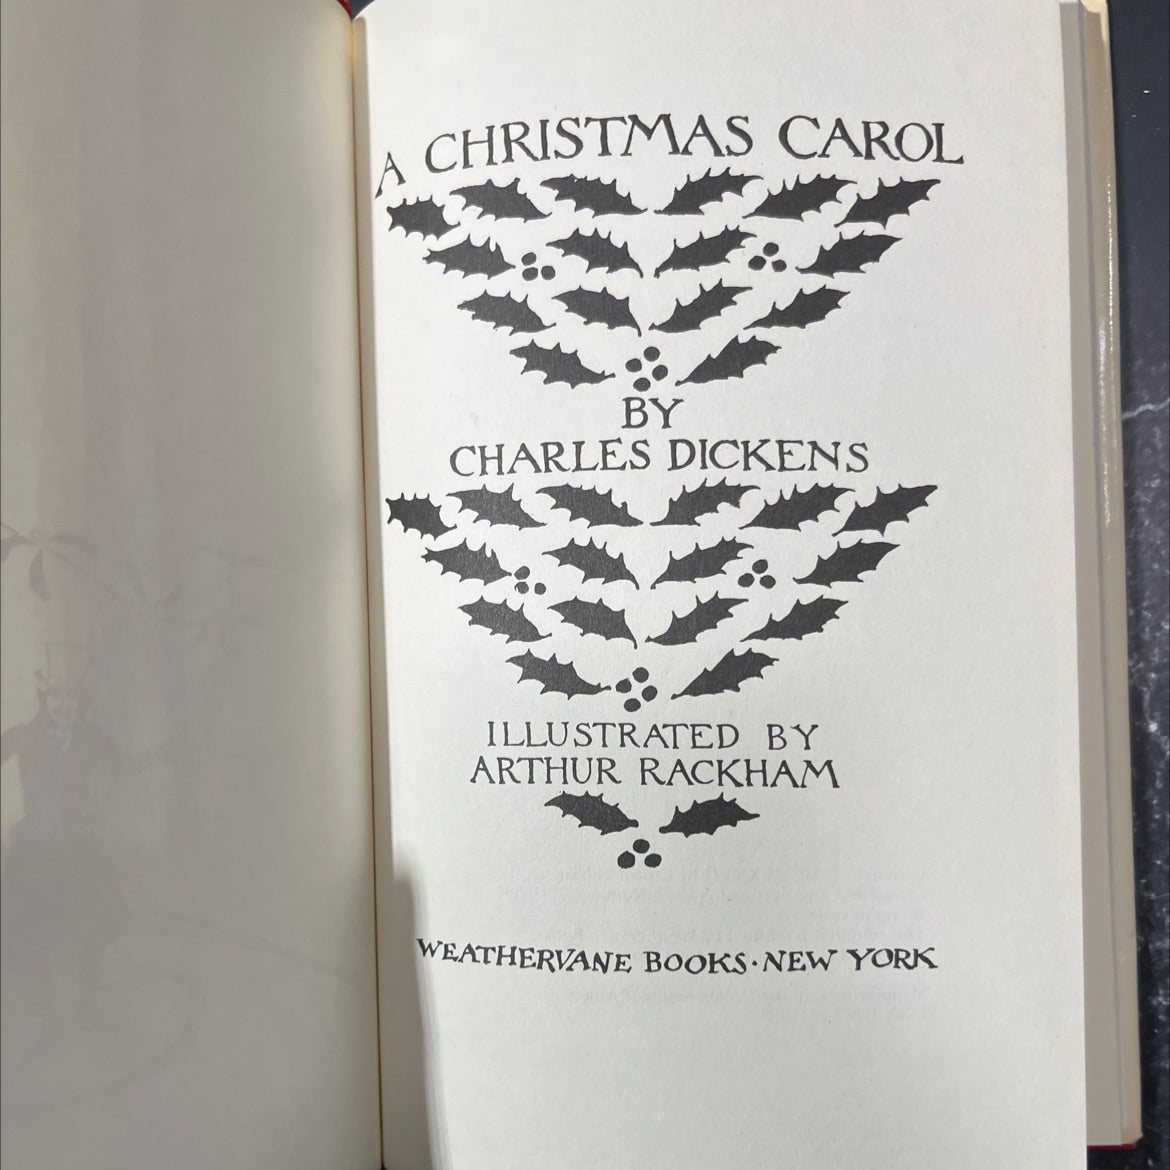 A CHRISTMAS CAROL
BY
CHARLES DICKENS
ILLUSTRATED BY
ARTHUR RACKHAM
WEATHERVANE BOOKS·NEW YORK